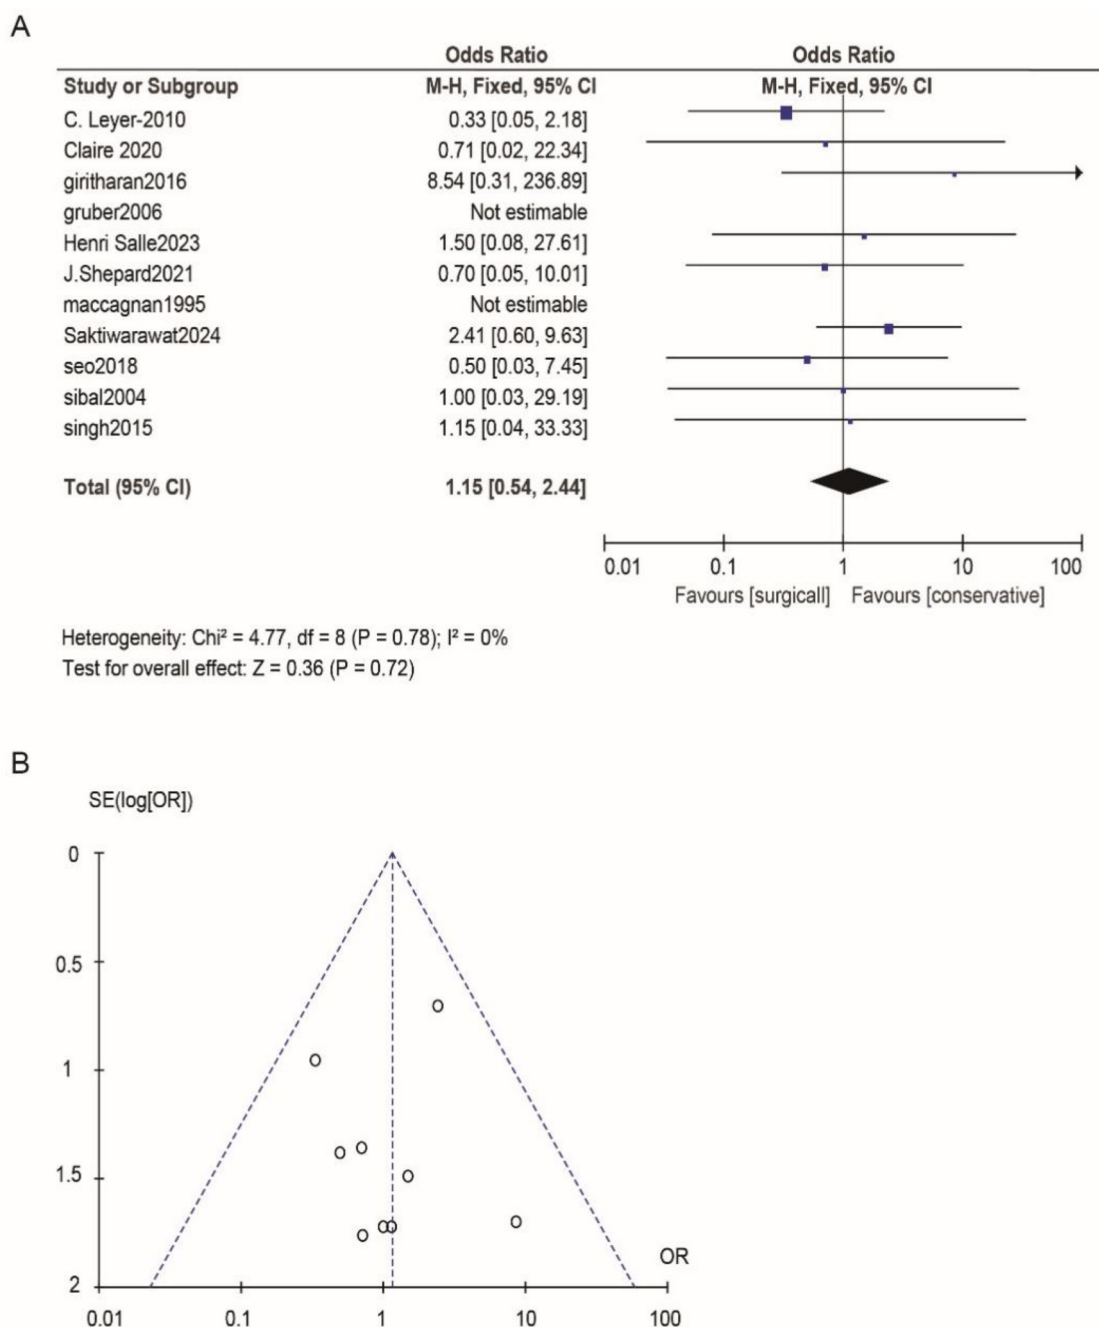 A
Odds Ratio Odds Ratio
Study or Subgroup M-H, Fixed, 95% CI M-H, Fixed, 95% CI
C. Leyer-2010 0.33 [0.05, 2.18]
Claire 2020 0.71 [0.02, 22.34]
giritharan2016 8.54 [0.31, 236.89]
gruber2006 Not estimable
Henri Salle2023 1.50 [0.08, 27.61]
J.Shepard2021 0.70 [0.05, 10.01]
maccagnan1995 Not estimable
Saktiwarawat2024 2.41 [0.60, 9.63]
seo2018 0.50 [0.03, 7.45]
sibal2004 1.00 [0.03, 29.19]
singh2015 1.15 [0.04, 33.33]
Total (95% CI) 1.15 [0.54, 2.44]
0.01 0.1 1 10 100
Favours [surgicall] Favours [conservative]
Heterogeneity: Chi² = 4.77, df = 8 (P = 0.78); I² = 0%
Test for overall effect: Z = 0.36 (P = 0.72)
B
SE(log[OR])
0
0.5
1
1.5
OR
2
0.01 0.1 1 10 100